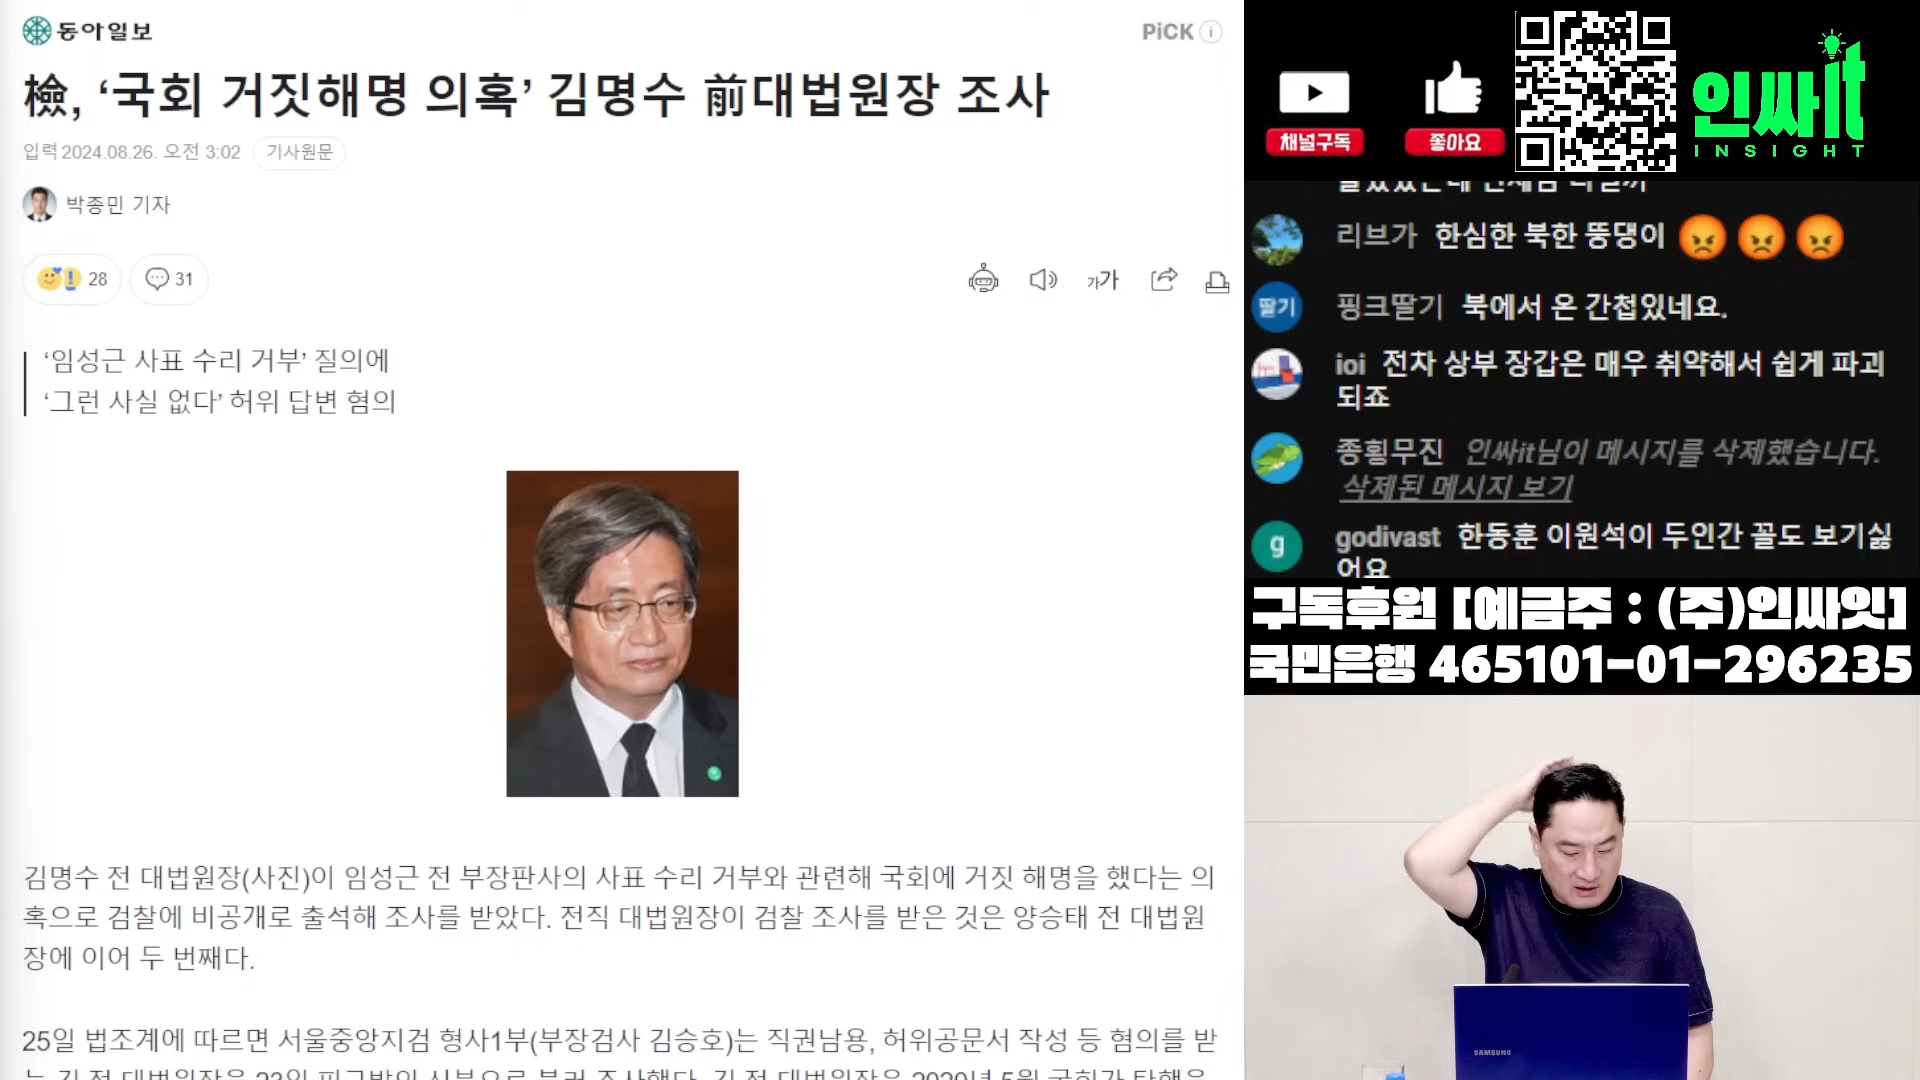 동아일보
PiCK
檢, ‘국회 거짓해명 의혹’ 김명수 前대법원장 조사
입력 2024.08.26. 오전 3:02 기사원문
박종민 기자
28 31
가가
‘임성근 사표 수리 거부’ 질의에
‘그런 사실 없다’ 허위 답변 혐의
김명수 전 대법원장(사진)이 임성근 전 부장판사의 사표 수리 거부와 관련해 국회에 거짓 해명을 했다는 의
혹으로 검찰에 비공개로 출석해 조사를 받았다. 전직 대법원장이 검찰 조사를 받은 것은 양승태 전 대법원
장에 이어 두 번째다.
25일 법조계에 따르면 서울중앙지검 형사1부(부장검사 김승호)는 직권남용, 허위공문서 작성 등 혐의를 받
채널구독
좋아요
인싸it
INSIGHT
리브가 한심한 북한 뚱댕이
딸기
핑크딸기 북에서 온 간첩있네요.
ioi 전차 상부 장갑은 매우 취약해서 쉽게 파괴
되죠
종횡무진 인싸it님이 메시지를 삭제했습니다.
삭제된 메시지 보기
g
godivast 한동훈 이원석이 두인간 꼴도 보기싫
어요
구독후원 [예금주 : (주)인싸잇]
국민은행 465101-01-296235
SAMSUNG